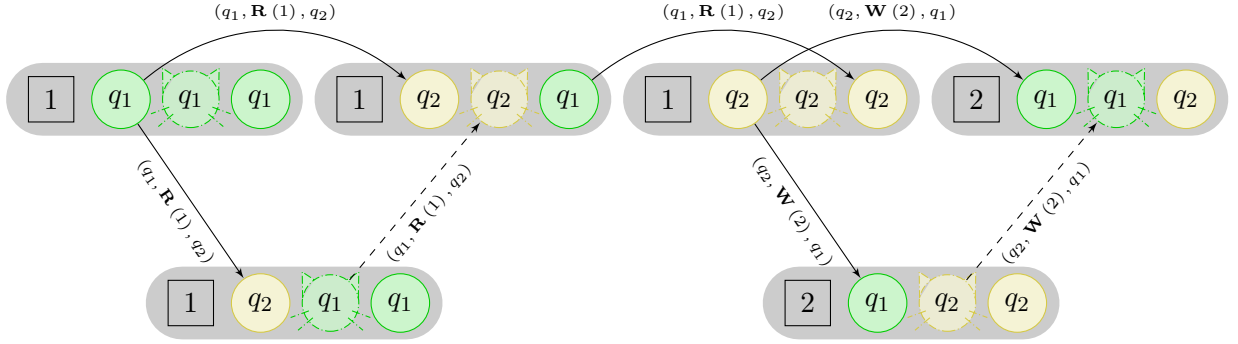 (q₁, R (1), q₂)
(q₁, R (1), q₂)
(q₂, W (2), q₁)
1 q₁ q₁ q₁
1 q₂ q₂ q₁
1 q₂ q₂ q₂
2 q₁ q₁ q₂
(q₁, R (1), q₂)
(q₁, R (1), q₂)
(q₂, W (2), q₁)
(q₂, W (2), q₁)
1 q₂ q₁ q₁
2 q₁ q₂ q₂